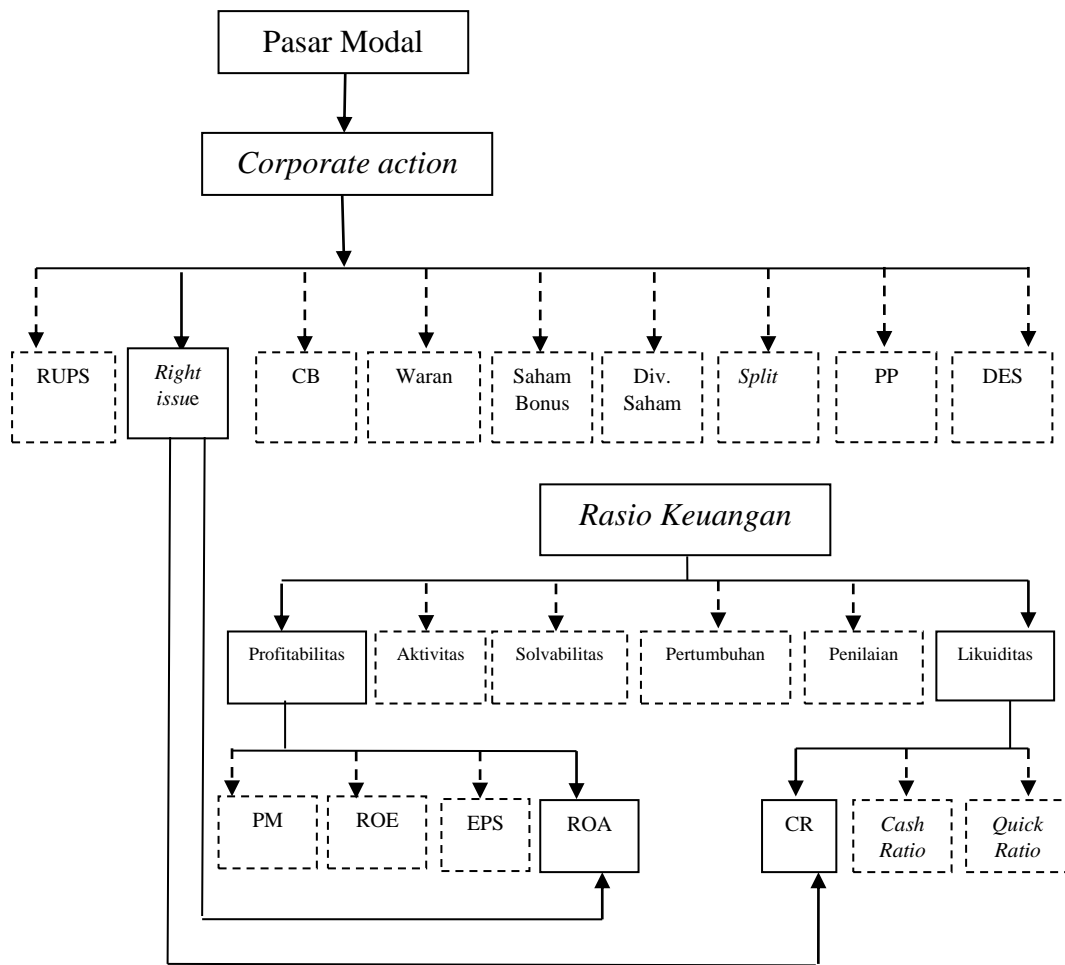 Pasar Modal
Corporate action
RUPS
Right
issue
CB
Waran
Saham
Bonus
Div.
Saham
Split
PP
DES
Rasio Keuangan
Profitabilitas
Aktivitas
Solvabilitas
Pertumbuhan
Penilaian
Likuiditas
PM
ROE
EPS
ROA
CR
Cash
Ratio
Quick
Ratio